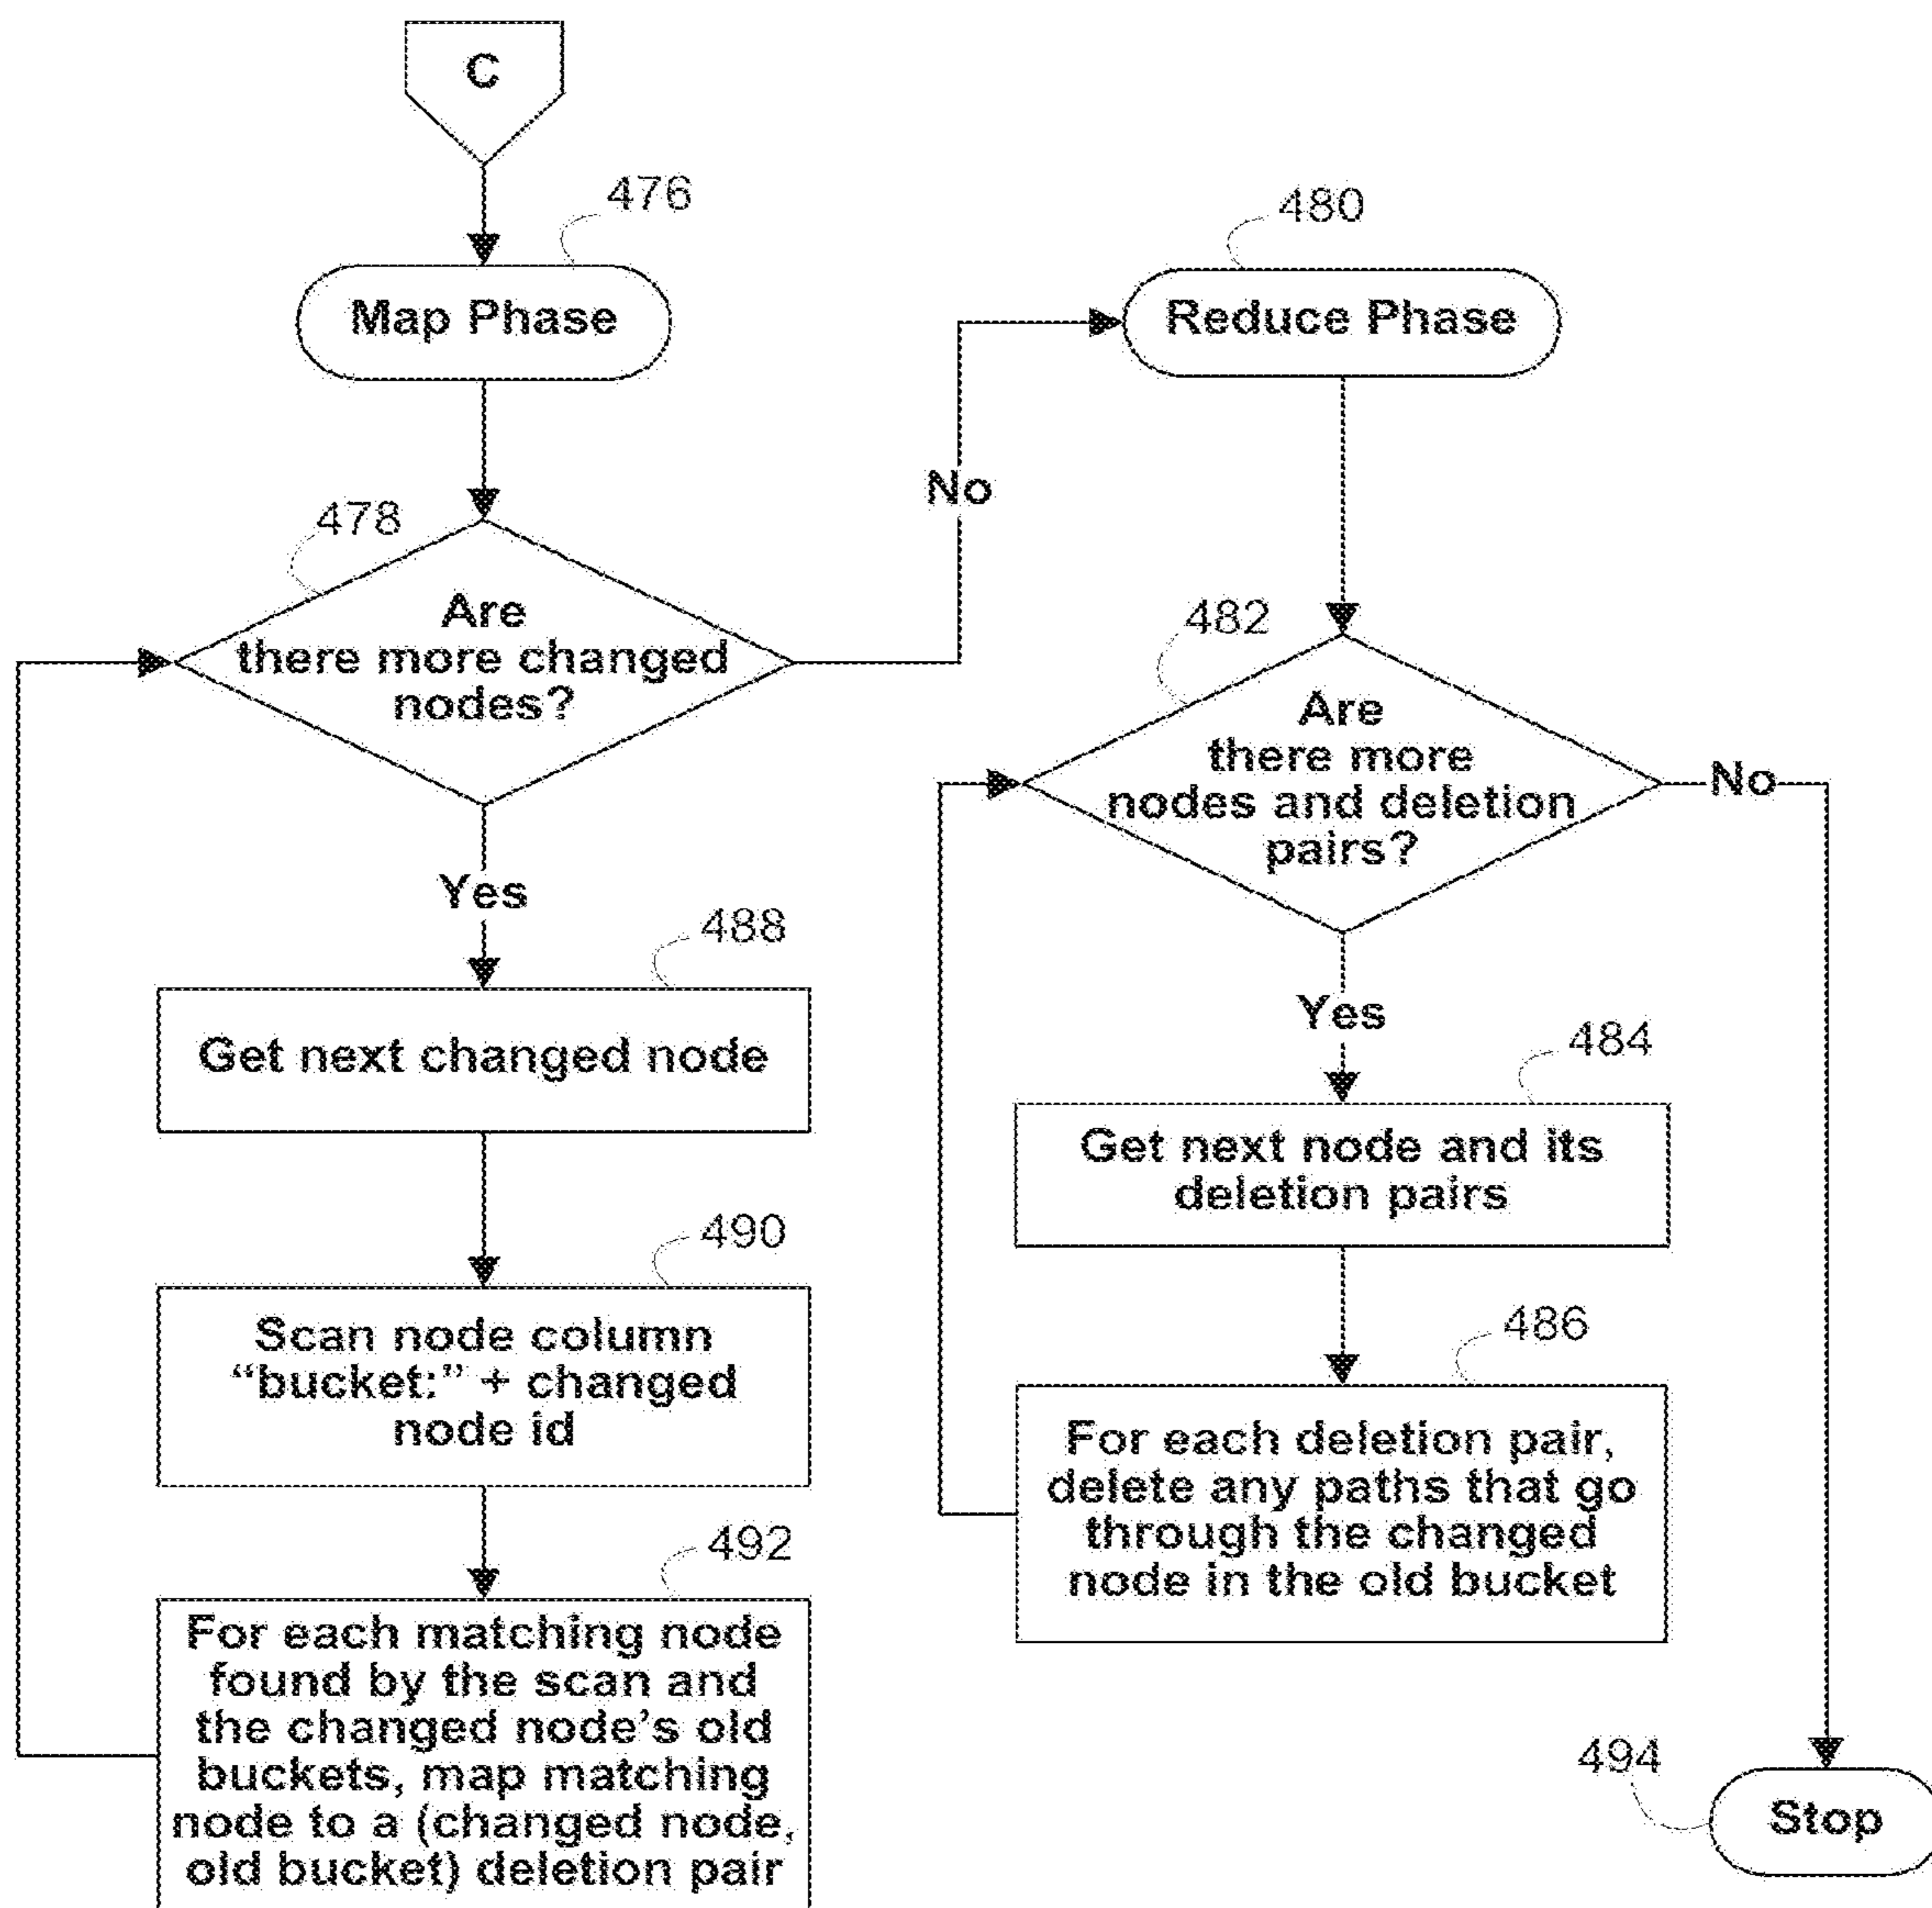 C
476
Map Phase
480
Reduce Phase
No
478
Are
there more changed
nodes?
482
Are
there more
nodes and deletion
pairs?
No
Yes
488
Get next changed node
Yes
484
Get next node and its
deletion pairs
490
Scan node column
“bucket:” + changed
node id
486
For each deletion pair,
delete any paths that go
through the changed
node in the old bucket
492
For each matching node
found by the scan and
the changed node’s old
buckets, map matching
node to a (changed node,
old bucket) deletion pair
494
Stop